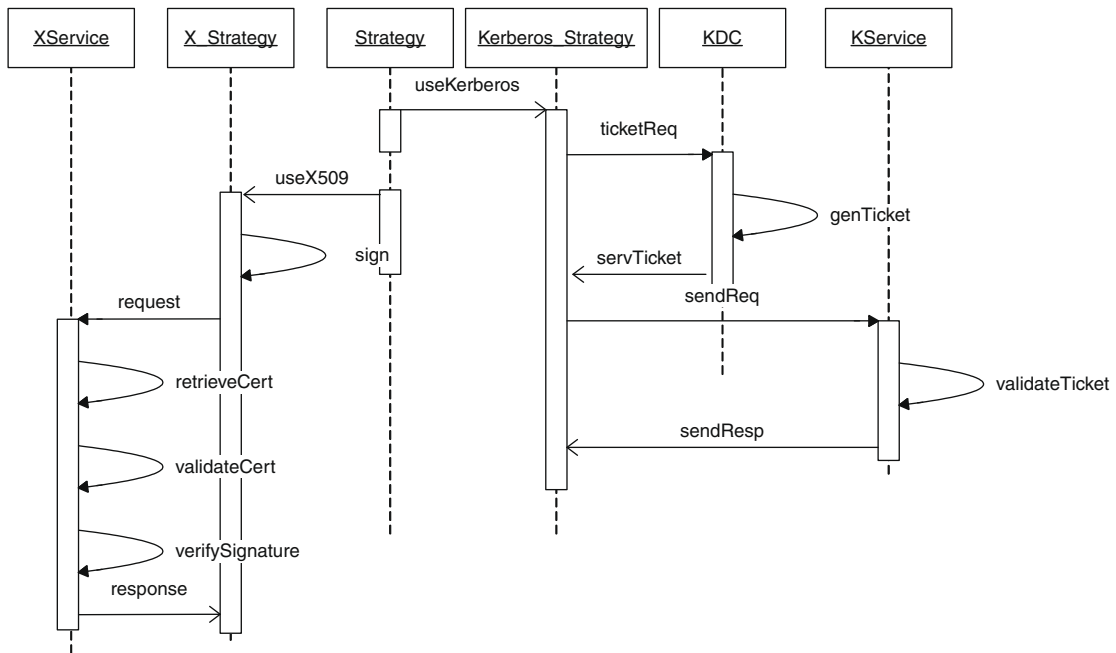 XService
X_Strategy
Strategy
Kerberos_Strategy
KDC
KService
useKerberos
ticketReq
useX509
genTicket
sign
servTicket
sendReq
request
retrieveCert
validateTicket
sendResp
validateCert
verifySignature
response